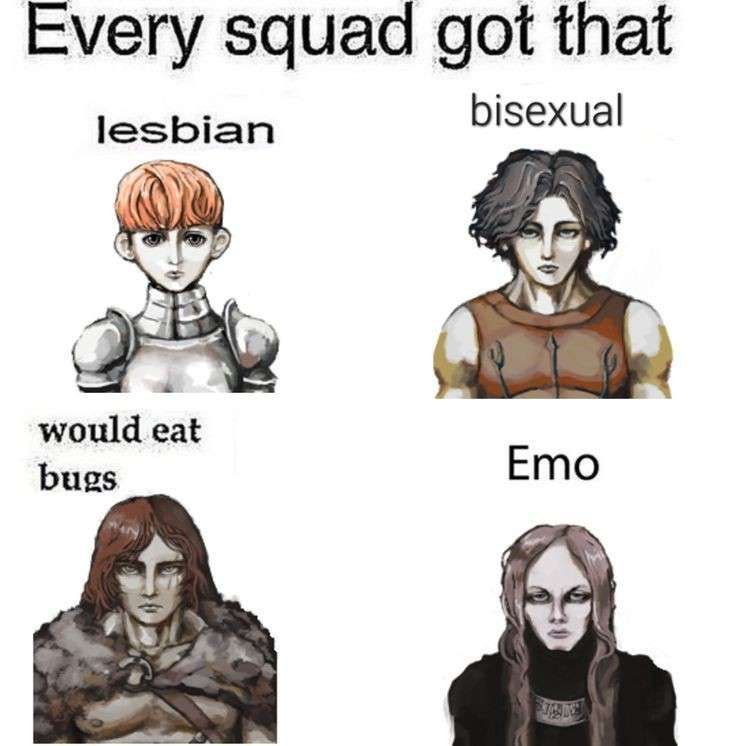 Every squad got that
lesbian
bisexual
would eat
bugs
Emo